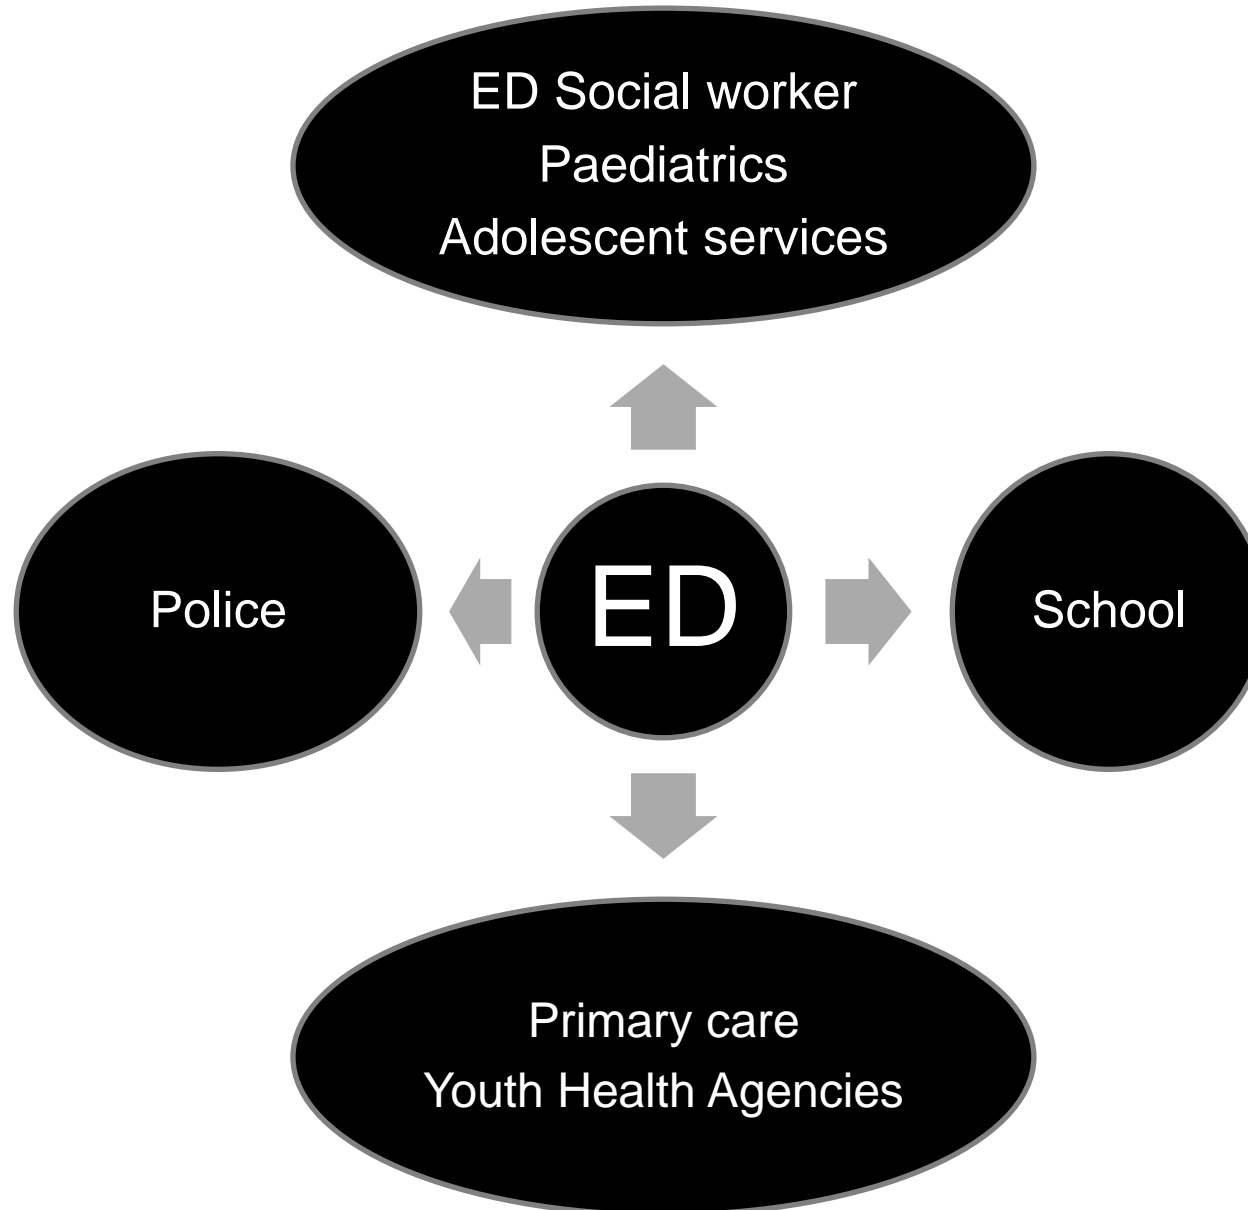 ED Social worker
Paediatrics
Adolescent services
Police
ED
School
Primary care
Youth Health Agencies